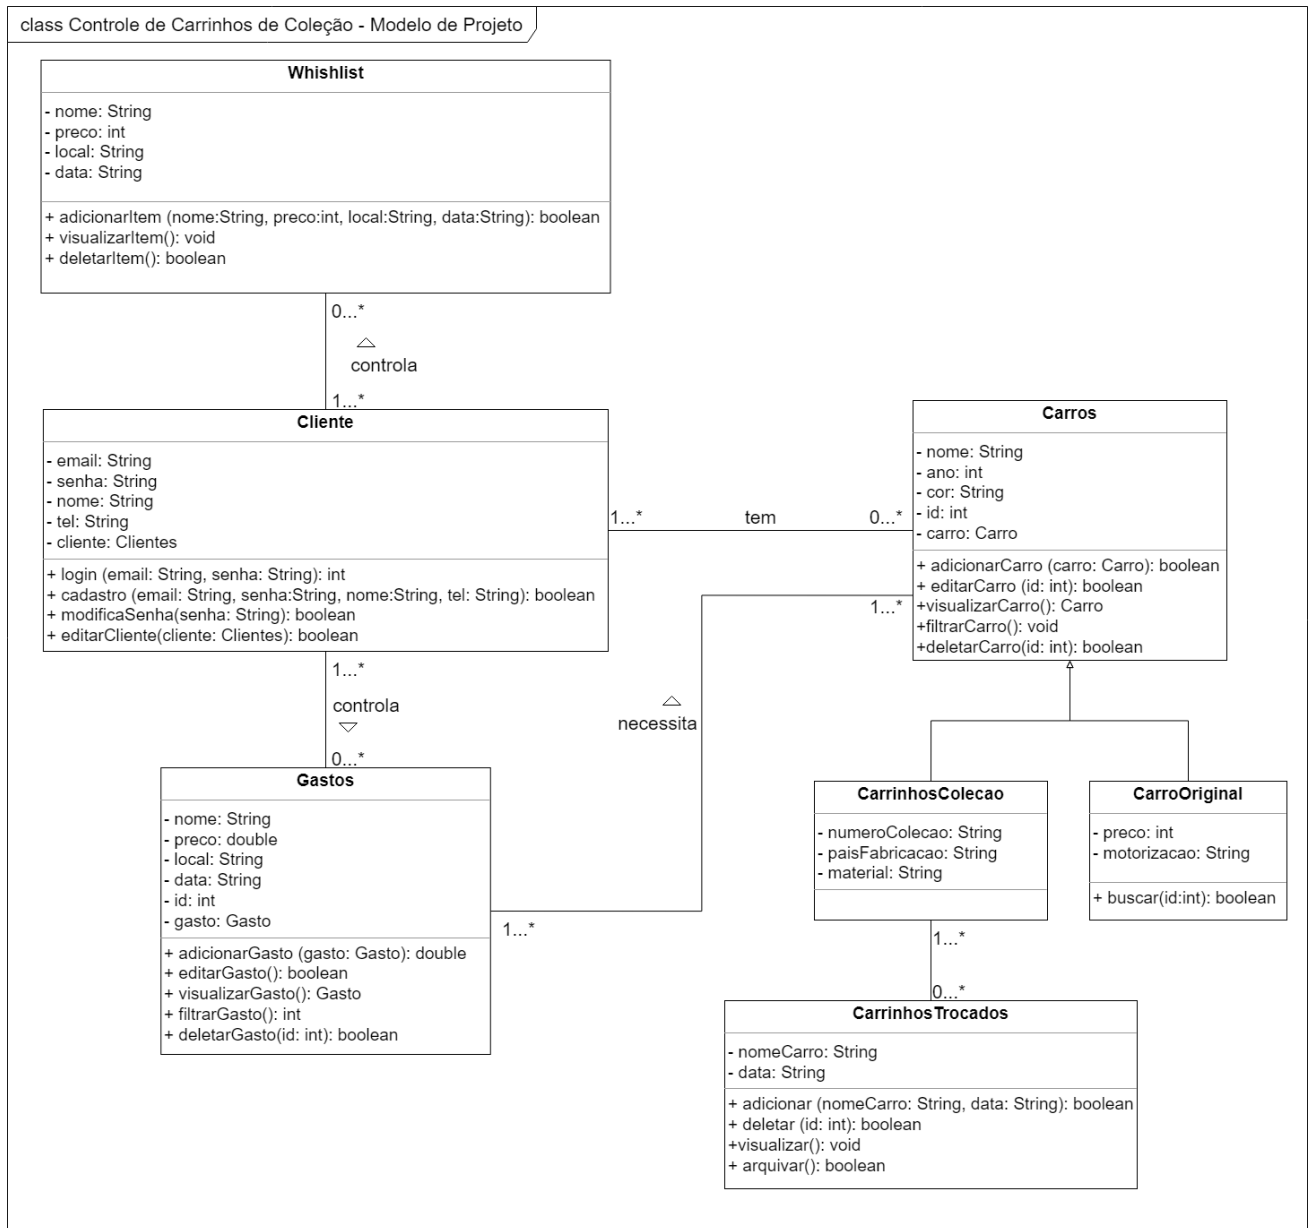 class Controle de Carrinhos de Coleção - Modelo de Projeto
Whishlist
- nome: String
- preco: int
- local: String
- data: String
+ adicionarItem (nome:String, preco:int, local:String, data:String): boolean
+ visualizarItem(): void
+ deletarItem(): boolean
0...*
controla
1...*
Cliente
- email: String
- senha: String
- nome: String
- tel: String
- cliente: Clientes
+ login (email: String, senha: String): int
+ cadastro (email: String, senha:String, nome:String, tel: String): boolean
+ modificaSenha(senha: String): boolean
+ editarCliente(cliente: Clientes): boolean
1...*
tem
0...*
Carros
- nome: String
- ano: int
- cor: String
- id: int
- carro: Carro
+ adicionarCarro (carro: Carro): boolean
+ editarCarro (id: int): boolean
+visualizarCarro(): Carro
+filtrarCarro(): void
+deletarCarro(id: int): boolean
1...*
1...*
controla
0...*
necessita
Gastos
- nome: String
- preco: double
- local: String
- data: String
- id: int
- gasto: Gasto
+ adicionarGasto (gasto: Gasto): double
+ editarGasto(): boolean
+ visualizarGasto(): Gasto
+ filtrarGasto(): int
+ deletarGasto(id: int): boolean
1...*
CarrinhosColecao
- numeroColecao: String
- paisFabricacao: String
- material: String
CarroOriginal
- preco: int
- motorizacao: String
+ buscar(id:int): boolean
1...*
0...*
CarrinhosTrocados
- nomeCarro: String
- data: String
+ adicionar (nomeCarro: String, data: String): boolean
+ deletar (id: int): boolean
+visualizar(): void
+ arquivar(): boolean